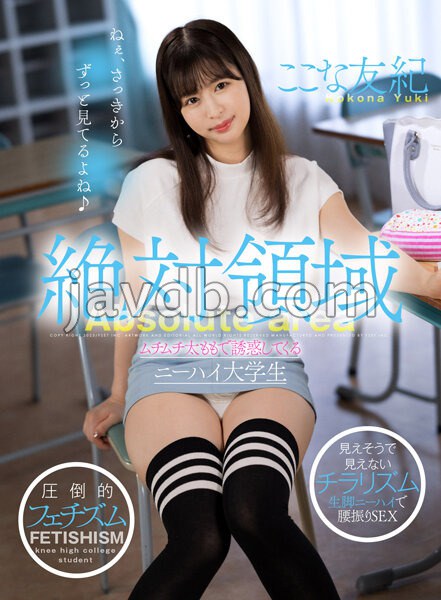 ねぇ、さっきから
ずっと見てるよね♪
ここな友紀
Kokona Yuki
絶対領域
javdb.com
Absolute area
ムチムチ太ももで誘惑してくる
ニーハイ大学生
圧倒的
フェチズム
FETISHISM
knee high college
student
見えそうで
見えない
チラリズム
生脚ニーハイで
腰振りSEX